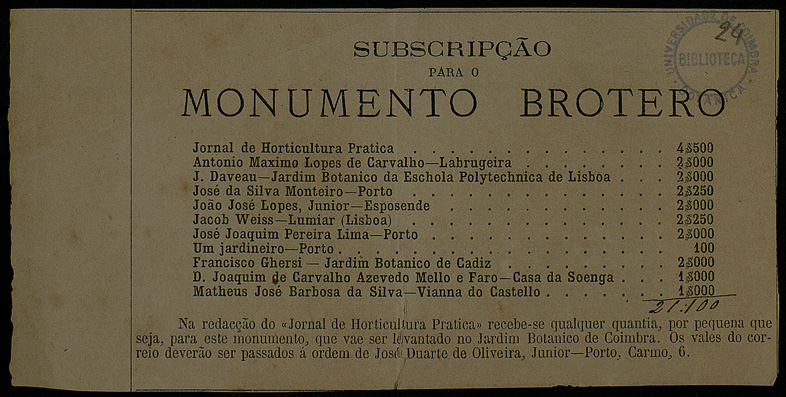 SUBSCRIPÇÃO
PARA O
MONUMENTO BROTERO
UNIVERSIDADE DE COIMBRA
BIBLIOTECA
BOTANICA
24
Jornal de Horticultura Pratica . . . . . . . . . . . . . . . 4$500
Antonio Maximo Lopes de Carvalho—Labrugeira . . . . . . . . . 2$000
J. Daveau—Jardim Botanico da Eschola Polytechnica de Lisboa . . . 2$000
José da Silva Monteiro—Porto . . . . . . . . . . . . . . . 2$250
João José Lopes, Junior—Esposende . . . . . . . . . . . . . 2$000
Jacob Weiss—Lumiar (Lisboa) . . . . . . . . . . . . . . . 2$250
José Joaquim Pereira Lima—Porto . . . . . . . . . . . . . . 2$000
Um jardineiro—Porto . . . . . . . . . . . . . . . . . . 100
Francisco Ghersi—Jardim Botanico de Cadiz . . . . . . . . . . 2$000
D. Joaquim de Carvalho Azevedo Mello e Faro—Casa da Soenga . . . 1$000
Matheus José Barbosa da Silva—Vianna do Castello . . . . . . . 1$000
21.100
Na redacção do «Jornal de Horticultura Pratica» recebe-se qualquer quantia, por pequena que
seja, para este monumento, que vae ser levantado no Jardim Botanico de Coimbra. Os vales do cor-
reio deverão ser passados á ordem de José Duarte de Oliveira, Junior—Porto, Carmo, 6.